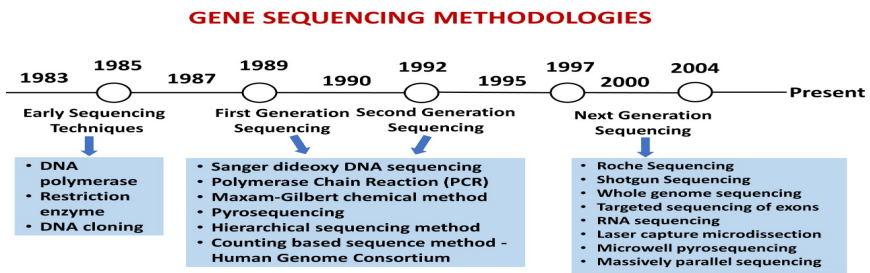 GENE SEQUENCING METHODOLOGIES
1983 1985 1987 1989 1990 1992 1995 1997 2000 2004
Present
Early Sequencing
Techniques
• DNA
polymerase
• Restriction
enzyme
• DNA cloning
First Generation
Sequencing
Second Generation
Sequencing
• Sanger dideoxy DNA sequencing
• Polymerase Chain Reaction (PCR)
• Maxam-Gilbert chemical method
• Pyrosequencing
• Hierarchical sequencing method
• Counting based sequence method -
Human Genome Consortium
Next Generation
Sequencing
• Roche Sequencing
• Shotgun Sequencing
• Whole genome sequencing
• Targeted sequencing of exons
• RNA sequencing
• Laser capture microdissection
• Microwell pyrosequencing
• Massively parallel sequencing